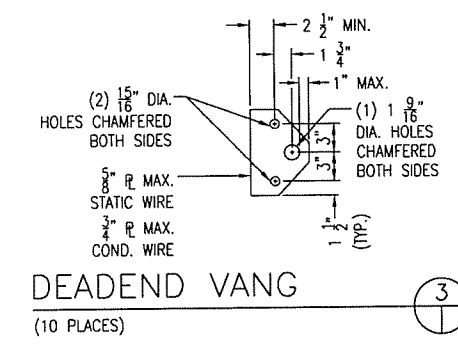 2 1/2" MIN.
1 3/4"
1" MAX.
(2) 15/16" DIA.
HOLES CHAMFERED
BOTH SIDES
(1) 1 9/16"
DIA. HOLES
CHAMFERED
BOTH SIDES
3"
3"
5/8" ℄ MAX.
STATIC WIRE
3/4" ℄ MAX.
COND. WIRE
1 1/2"
(TYP.)
DEADEND VANG
3
1
(10 PLACES)